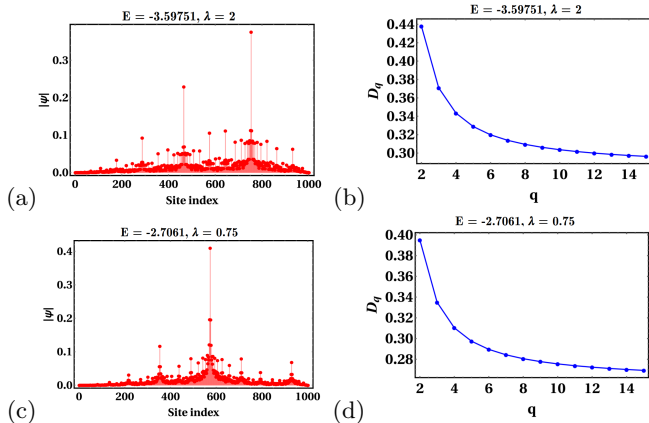 E = -3.59751, λ = 2
|ψ|
0.3
0.2
0.1
0.0
0 200 400 600 800 1000
Site index
(a)
E = -3.59751, λ = 2
D_q
0.44
0.42
0.40
0.38
0.36
0.34
0.32
0.30
2 4 6 8 10 12 14
q
(b)
E = -2.7061, λ = 0.75
|ψ|
0.4
0.3
0.2
0.1
0.0
0 200 400 600 800 1000
Site index
(c)
E = -2.7061, λ = 0.75
D_q
0.40
0.38
0.36
0.34
0.32
0.30
0.28
2 4 6 8 10 12 14
q
(d)